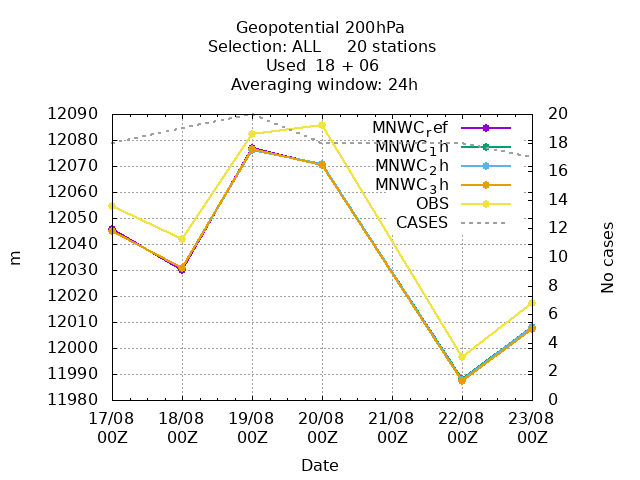 Geopotential 200hPa
Selection: ALL 20 stations
Used 18 + 06
Averaging window: 24h
12090
12080
12070
12060
12050
12040
12030
12020
12010
12000
11990
11980
m
20
18
16
14
12
10
8
6
4
2
0
No cases
MNWC_ref
MNWC_1h
MNWC_2h
MNWC_3h
OBS
CASES
17/08 18/08 19/08 20/08 21/08 22/08 23/08
00Z 00Z 00Z 00Z 00Z 00Z 00Z
Date